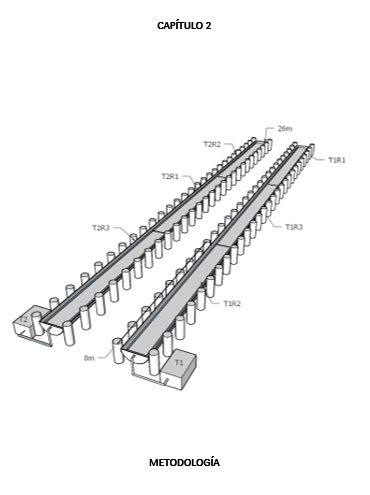 CAPÍTULO 2
26m
T2R2
T1R1
T2R1
T2R3
T1R3
T1R2
T2
8m
T1
METODOLOGÍA